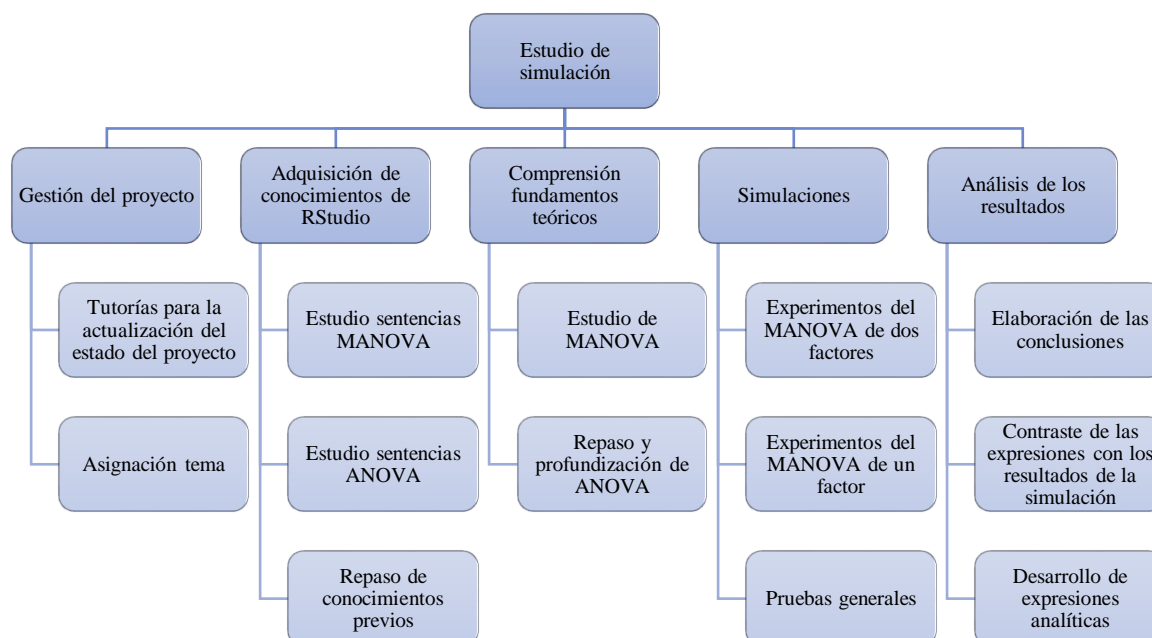 Estudio de
simulación
Gestión del proyecto
Adquisición de
conocimientos de
RStudio
Comprensión
fundamentos
teóricos
Simulaciones
Análisis de los
resultados
Tutorías para la
actualización del
estado del proyecto
Estudio sentencias
MANOVA
Estudio de
MANOVA
Experimentos del
MANOVA de dos
factores
Elaboración de las
conclusiones
Asignación tema
Estudio sentencias
ANOVA
Repaso y
profundización de
ANOVA
Experimentos del
MANOVA de un
factor
Contraste de las
expresiones con los
resultados de la
simulación
Repaso de
conocimientos
previos
Pruebas generales
Desarrollo de
expresiones
analíticas